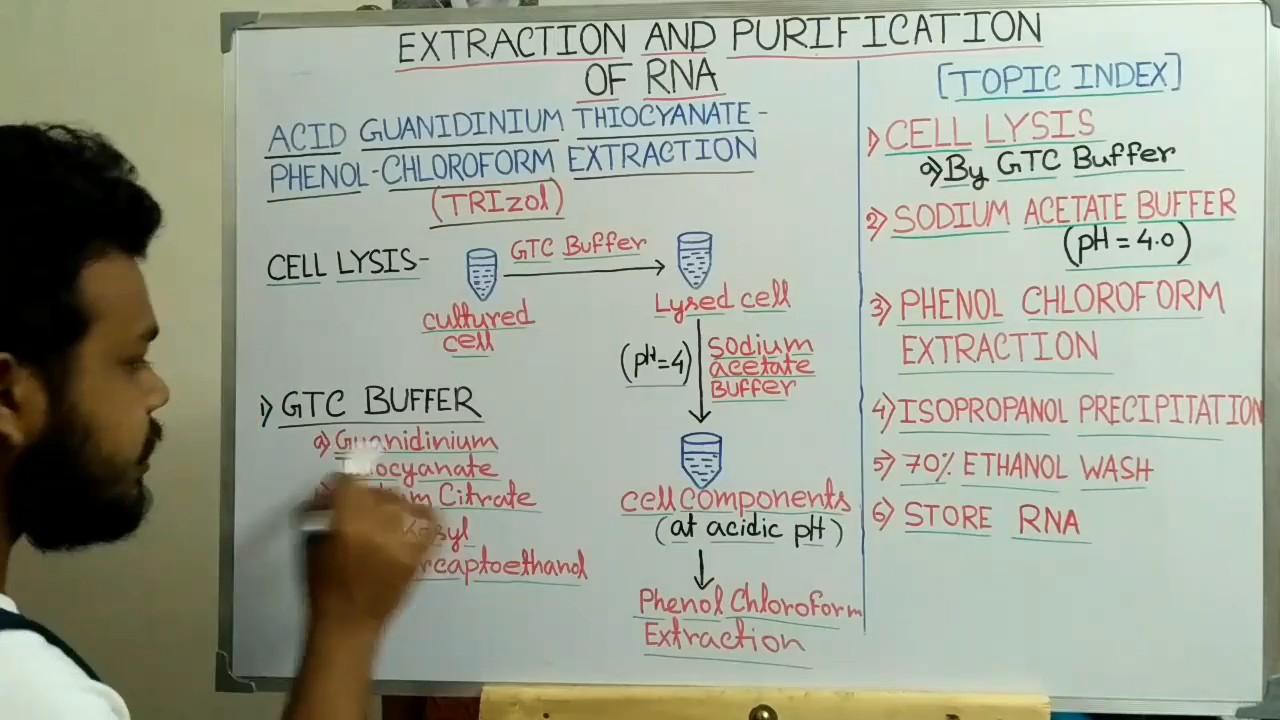 EXTRACTION AND PURIFICATION
OF RNA
ACID GUANIDINIUM THIOCYANATE-
PHENOL-CHLOROFORM EXTRACTION
(TRIzol)
CELL LYSIS-
GTC Buffer
cultured
cell
Lysed cell
(pH=4)
Sodium
acetate
Buffer
cell components
(at acidic pH)
Phenol Chloroform
Extraction
1) GTC BUFFER
a) Guanidinium
Citrate
[TOPIC INDEX]
1) CELL LYSIS
a) By GTC Buffer
2) SODIUM ACETATE BUFFER
(pH = 4.0)
3) PHENOL CHLOROFORM
EXTRACTION
4) ISOPROPANOL PRECIPITATION
5) 70% ETHANOL WASH
6) STORE RNA